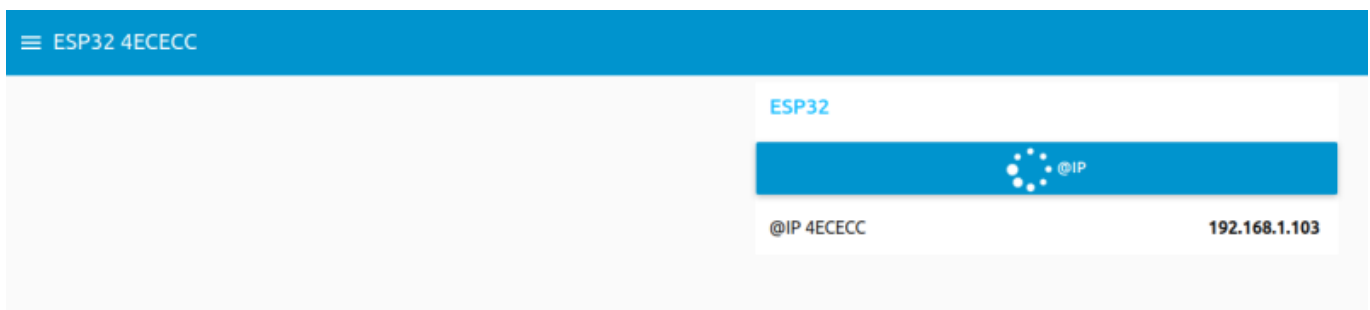 ESP32 4ECECC
ESP32
@IP
@IP 4ECECC 192.168.1.103